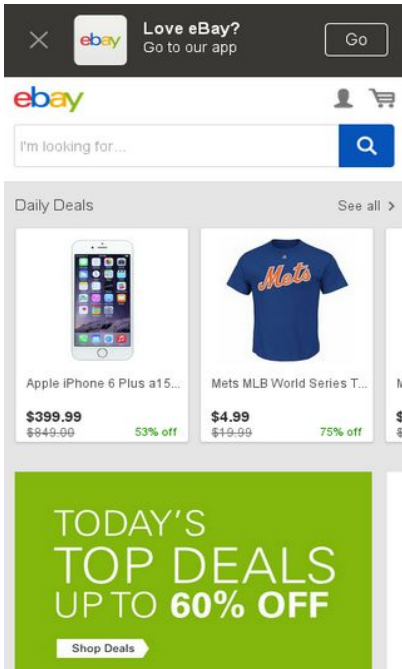 ebay
Love eBay?
Go to our app
Go
ebay
I'm looking for...
Daily Deals
See all >
Mets
Apple iPhone 6 Plus a15...
Mets MLB World Series T...
$399.99
$849.00
53% off
$4.99
$19.99
75% off
TODAY'S
TOP DEALS
UP TO 60% OFF
Shop Deals